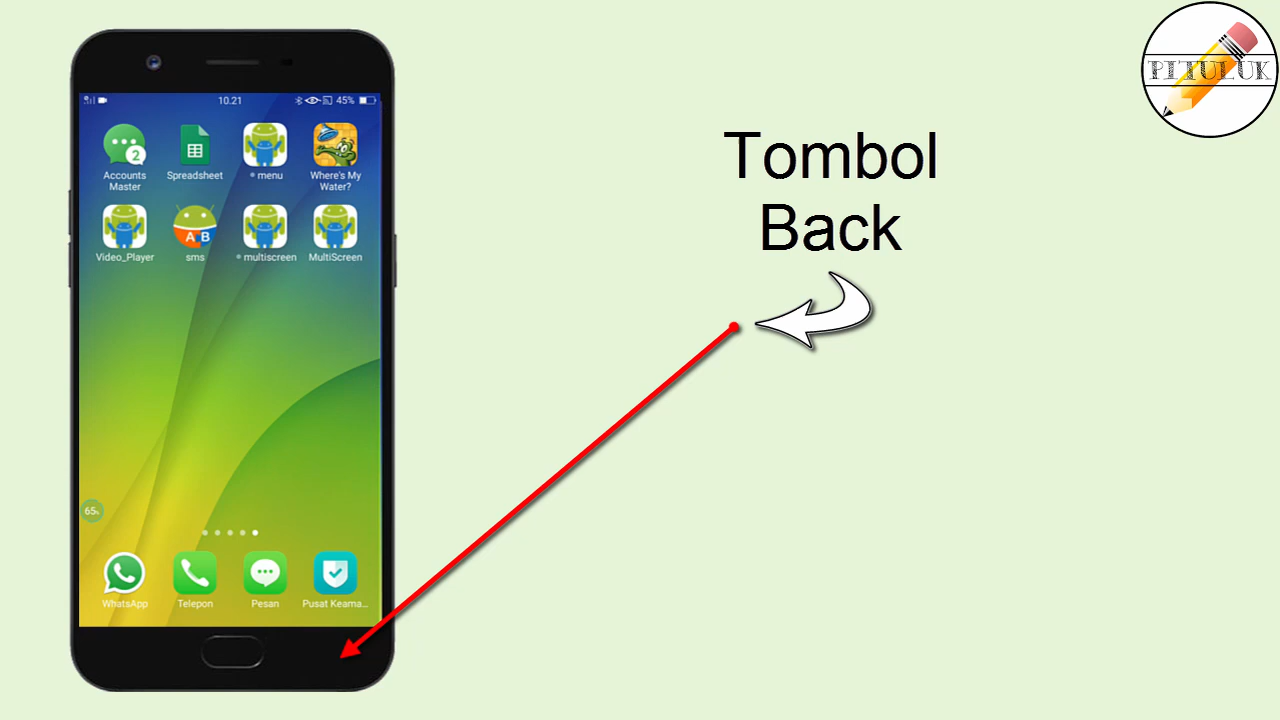 PITULUK
Tombol
Back
10.21
45%
Accounts
Master
2
Spreadsheet
menu
Where's My
Water?
Video_Player
A B
sms
multiscreen
MultiScreen
65%
WhatsApp
Telepon
Pesan
Pusat Keama...